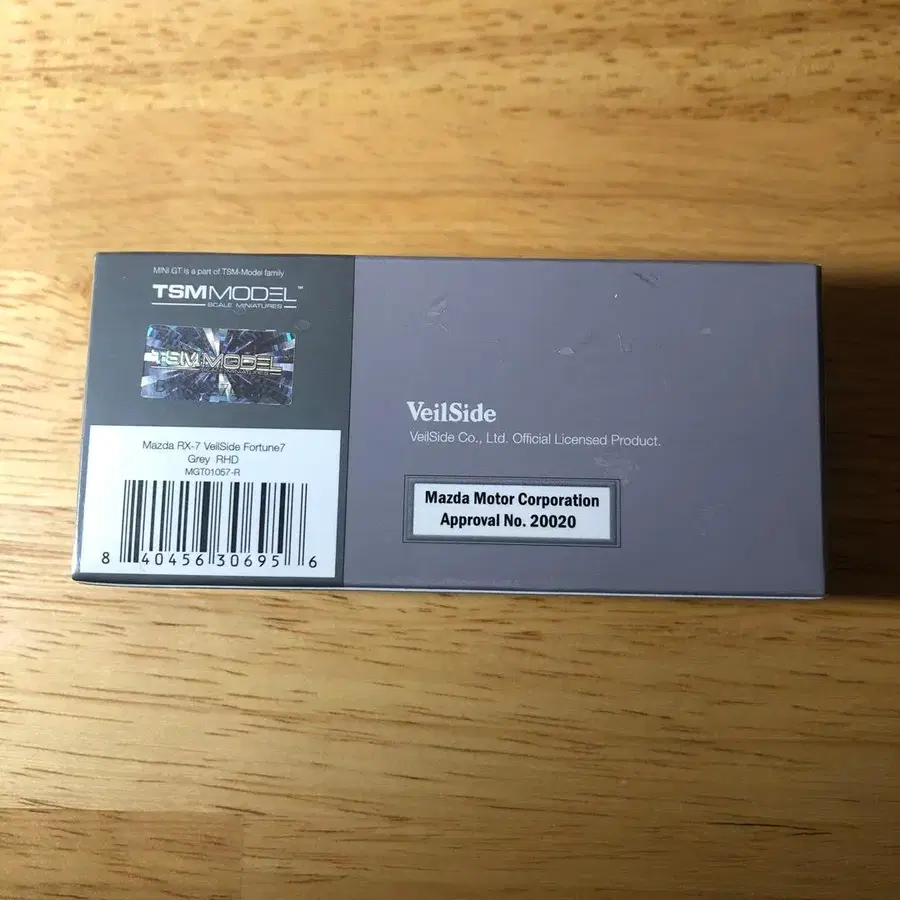 MINI GT is a part of TSM-Model family
TSMMODEL™
SCALE MINIATURES
TSMMODEL
Mazda RX-7 VeilSide Fortune7
Grey RHD
MGT01057-R
8 40456 30695 6
VeilSide
VeilSide Co., Ltd. Official Licensed Product.
Mazda Motor Corporation
Approval No. 20020